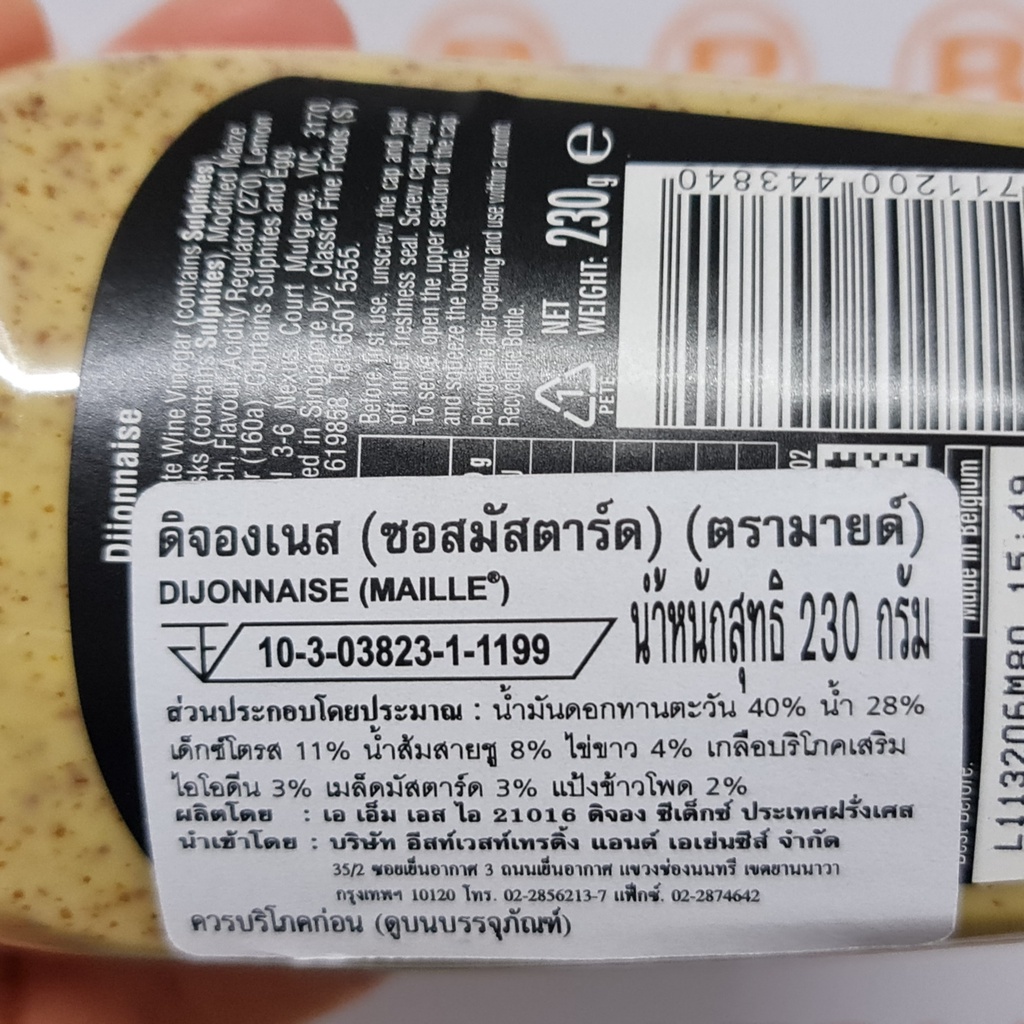 Dijonnaise
te Wine Vinegar (contains Sulphites),
(contains Sulphites), Modified Maize
Flavour, Acidity Regulator (270), Lemon
(160a). Contains Sulphites and Egg
3-6 Nexus Court Mulgrave, VIC, 3170,
ed in Singapore by: Classic Fine Foods (S)
619858 Tel 6501 5555.
Before first use, unscrew the cap and peel
off inner freshness seal. Screw cap tightly.
To serve, open the upper section of the cap
and squeeze the bottle.
Refrigerate after opening and use within a month.
Recyclable Bottle.
1
PETE
NET
WEIGHT: 230g e
711200 443840
02
Made in Belgium
L11320 15:49
ดิจองเนส (ซอสมัสตาร์ด) (ตรามายด์)
DIJONNAISE (MAILLE®)
10-3-03823-1-1199
น้ำหนักสุทธิ 230 กรัม
ส่วนประกอบโดยประมาณ : น้ำมันดอกทานตะวัน 40% น้ำ 28%
เด็กซ์โตรส 11% น้ำส้มสายชู 8% ไข่ขาว 4% เกลือบริโภคเสริม
ไอโอดีน 3% เมล็ดมัสตาร์ด 3% แป้งข้าวโพด 2%
ผลิตโดย : เอ เอ็ม เอส ไอ 21016 ดิจอง ซีเด็กซ์ ประเทศฝรั่งเศส
นำเข้าโดย : บริษัท อีสท์เวสท์เทรดดิ้ง แอนด์ เอเย่นซีส์ จำกัด
35/2 ซอยเย็นอากาศ 3 ถนนเย็นอากาศ แขวงช่องนนทรี เขตยานนาวา
กรุงเทพฯ 10120 โทร. 02-2856213-7 แฟ็กซ์. 02-2874642
ควรบริโภคก่อน (ดูบนบรรจุภัณฑ์)